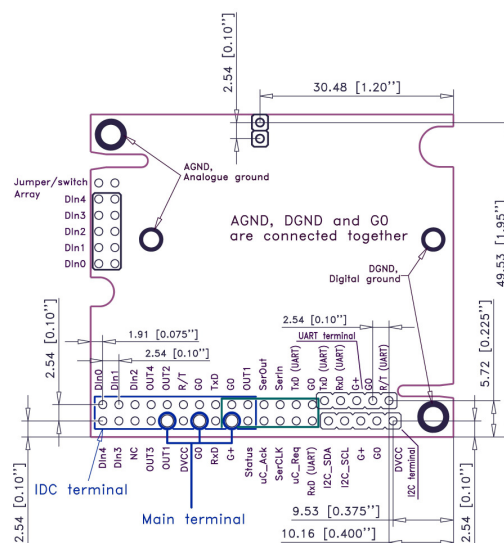 30.48 [1.20’’]
2.54 [0.10’’]
AGND,
Analogue ground
Jumper/switch
Array
DIn4
DIn3
DIn2
DIn1
DIn0
AGND, DGND and G0
are connected together
DGND,
Digital ground
49.53 [1.95’’]
5.72 [0.225’’]
2.54 [0.10’’]
1.91 [0.075’’]
2.54 [0.10’’]
2.54 [0.10’’]
UART terminal
DIn0
DIn1
DIn2
OUT4
OUT2
R/T
G0
TxD
G0
OUT1
SerOut
SerIn
TxD (UART)
G0
TxD (UART)
RxD (UART)
G+
G0
R/T (UART)
DIn4
DIn3
NC
OUT3
OUT1
DVCC
G0
RxD
G+
Status
uC_Ack
SerCLK
uC_Req
RxD (UART)
I2C_SDA
I2C_SCL
G+
G0
DVCC
I2C terminal
IDC terminal
Main terminal
2.54 [0.10’’]
2.54 [0.10’’]
9.53 [0.375’’]
10.16 [0.400’’]